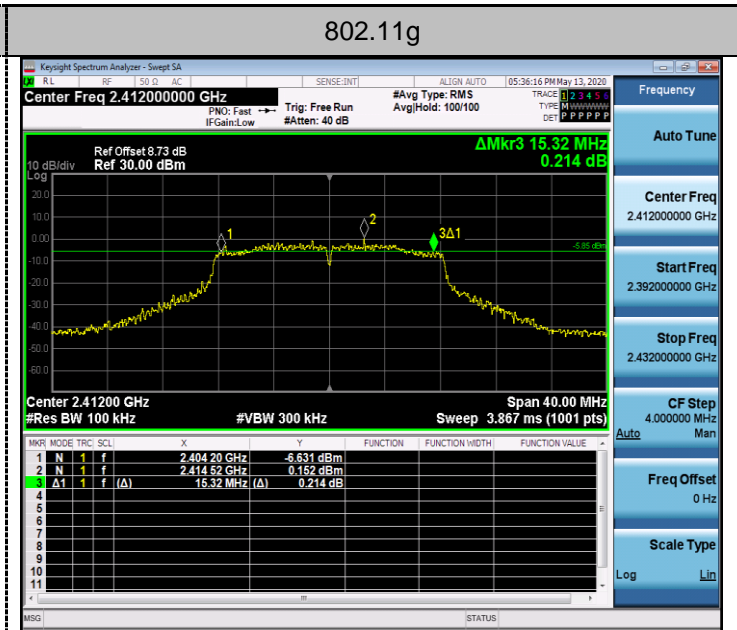 802.11g
Keysight Spectrum Analyzer - Swept SA
RL RF 50 Ω AC SENSE:INT ALIGN AUTO 05:36:16 PM May 13, 2020
Center Freq 2.412000000 GHz
PNO: Fast
IFGain:Low
Trig: Free Run
#Atten: 40 dB
#Avg Type: RMS
Avg|Hold: 100/100
TRACE 1 2 3 4 5 6
TYPE M WWWWW
DET P P P P P P
Frequency
Auto Tune
Center Freq
2.412000000 GHz
Start Freq
2.392000000 GHz
Stop Freq
2.432000000 GHz
CF Step
4.000000 MHz
Auto Man
Freq Offset
0 Hz
Scale Type
Log Lin
ΔMkr3 15.32 MHz
0.214 dB
Ref Offset 8.73 dB
10 dB/div Ref 30.00 dBm
Log
20.0
10.0
0.00
-10.0
-20.0
-30.0
-40.0
-50.0
-60.0
1
2
3Δ1
-5.85 dBm
Center 2.41200 GHz Span 40.00 MHz
#Res BW 100 kHz #VBW 300 kHz Sweep 3.867 ms (1001 pts)
MKR MODE TRC SCL X Y FUNCTION FUNCTION WIDTH FUNCTION VALUE
1 N 1 f 2.404 20 GHz -6.631 dBm
2 N 1 f 2.414 52 GHz 0.152 dBm
3 Δ1 1 f (Δ) 15.32 MHz (Δ) 0.214 dB
4
5
6
7
8
9
10
11
MSG STATUS